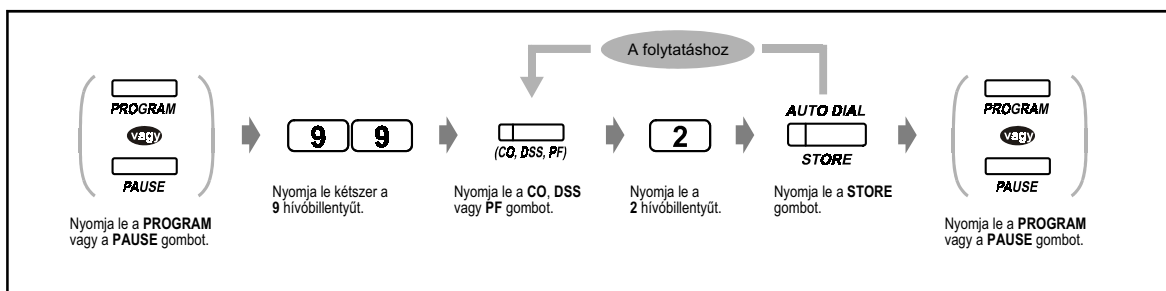 A folytatáshoz
PROGRAM
vagy
PAUSE
Nyomja le a PROGRAM
vagy a PAUSE gombot.
9 9
Nyomja le kétszer a
9 hívóbillentyűt.
(CO, DSS, PF)
Nyomja le a CO, DSS
vagy PF gombot.
2
Nyomja le a
2 hívóbillentyűt.
AUTO DIAL
STORE
Nyomja le a STORE
gombot.
PROGRAM
vagy
PAUSE
Nyomja le a PROGRAM
vagy a PAUSE gombot.